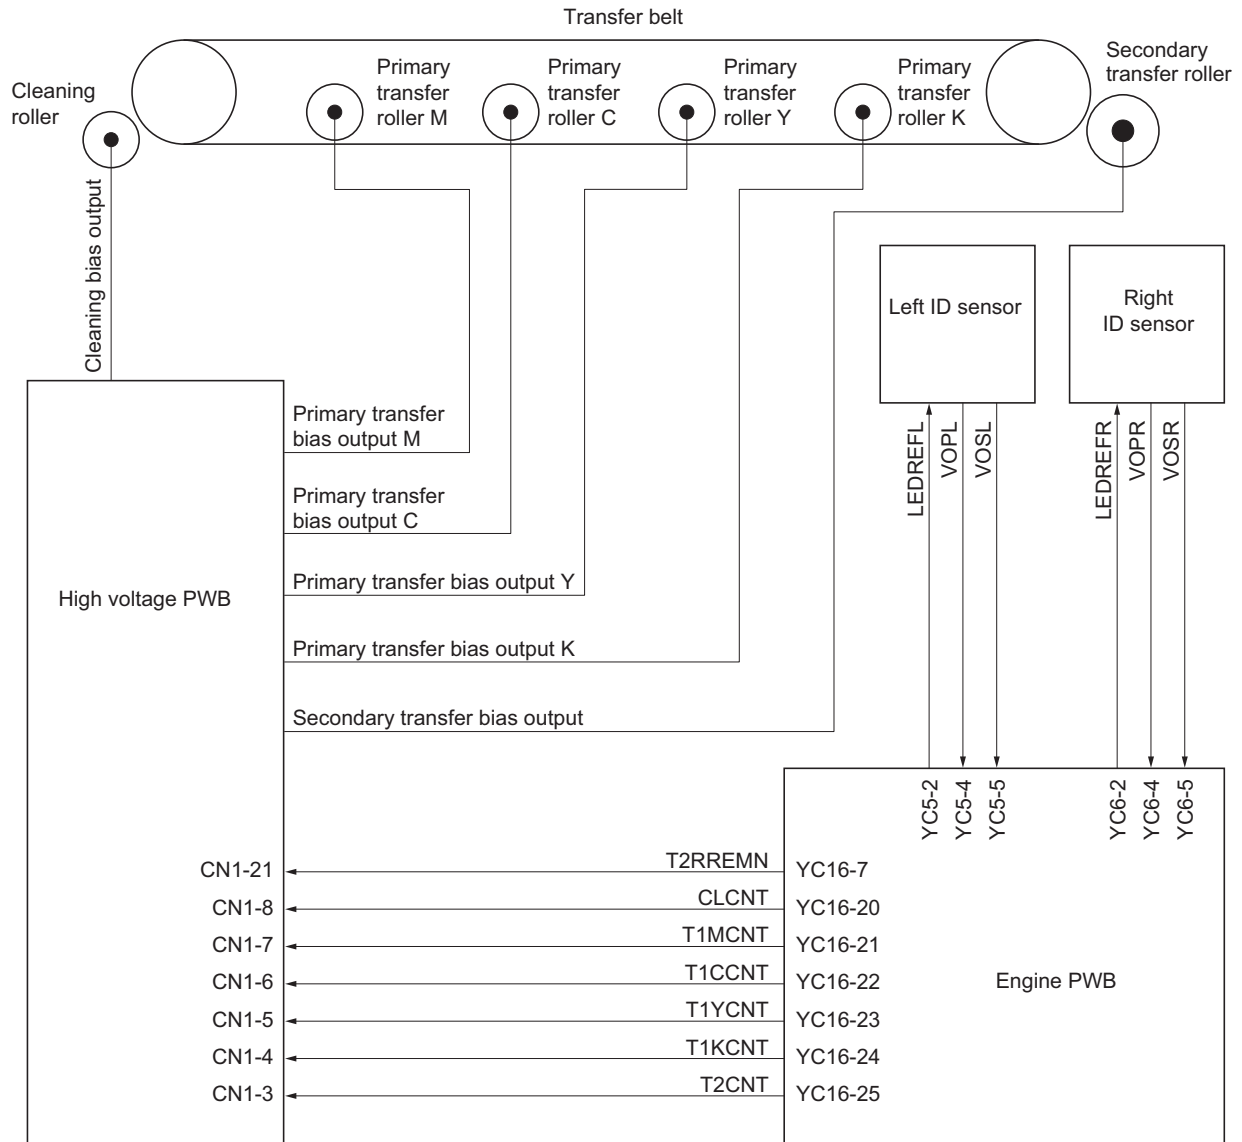 Transfer belt
Cleaning
roller
Primary
transfer
roller M
Primary
transfer
roller C
Primary
transfer
roller Y
Primary
transfer
roller K
Secondary
transfer roller
Cleaning bias output
Left ID sensor
Right
ID sensor
LEDREFL
VOPL
VOSL
LEDREFR
VOPR
VOSR
Primary transfer
bias output M
Primary transfer
bias output C
Primary transfer bias output Y
Primary transfer bias output K
Secondary transfer bias output
High voltage PWB
YC5-2
YC5-4
YC5-5
YC6-2
YC6-4
YC6-5
CN1-21 T2RREMN YC16-7
CN1-8 CLCNT YC16-20
CN1-7 T1MCNT YC16-21
CN1-6 T1CCNT YC16-22
CN1-5 T1YCNT YC16-23
CN1-4 T1KCNT YC16-24
CN1-3 T2CNT YC16-25
Engine PWB